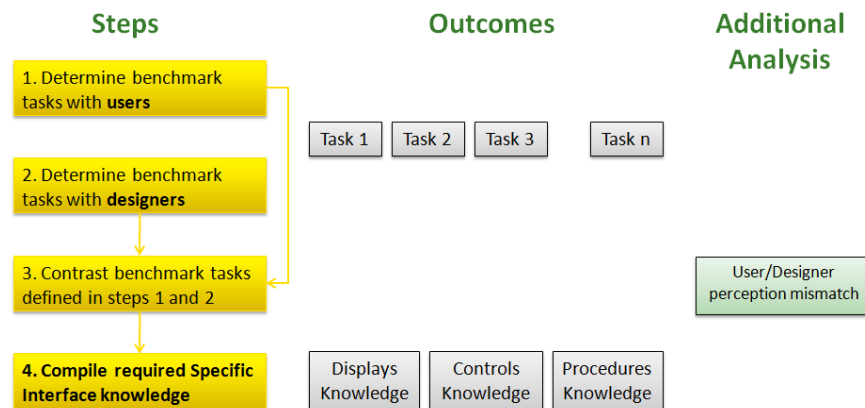 Steps
Outcomes
Additional
Analysis
1. Determine benchmark
tasks with users
Task 1
Task 2
Task 3
Task n
2. Determine benchmark
tasks with designers
3. Contrast benchmark tasks
defined in steps 1 and 2
User/Designer
perception mismatch
4. Compile required Specific
Interface knowledge
Displays
Knowledge
Controls
Knowledge
Procedures
Knowledge